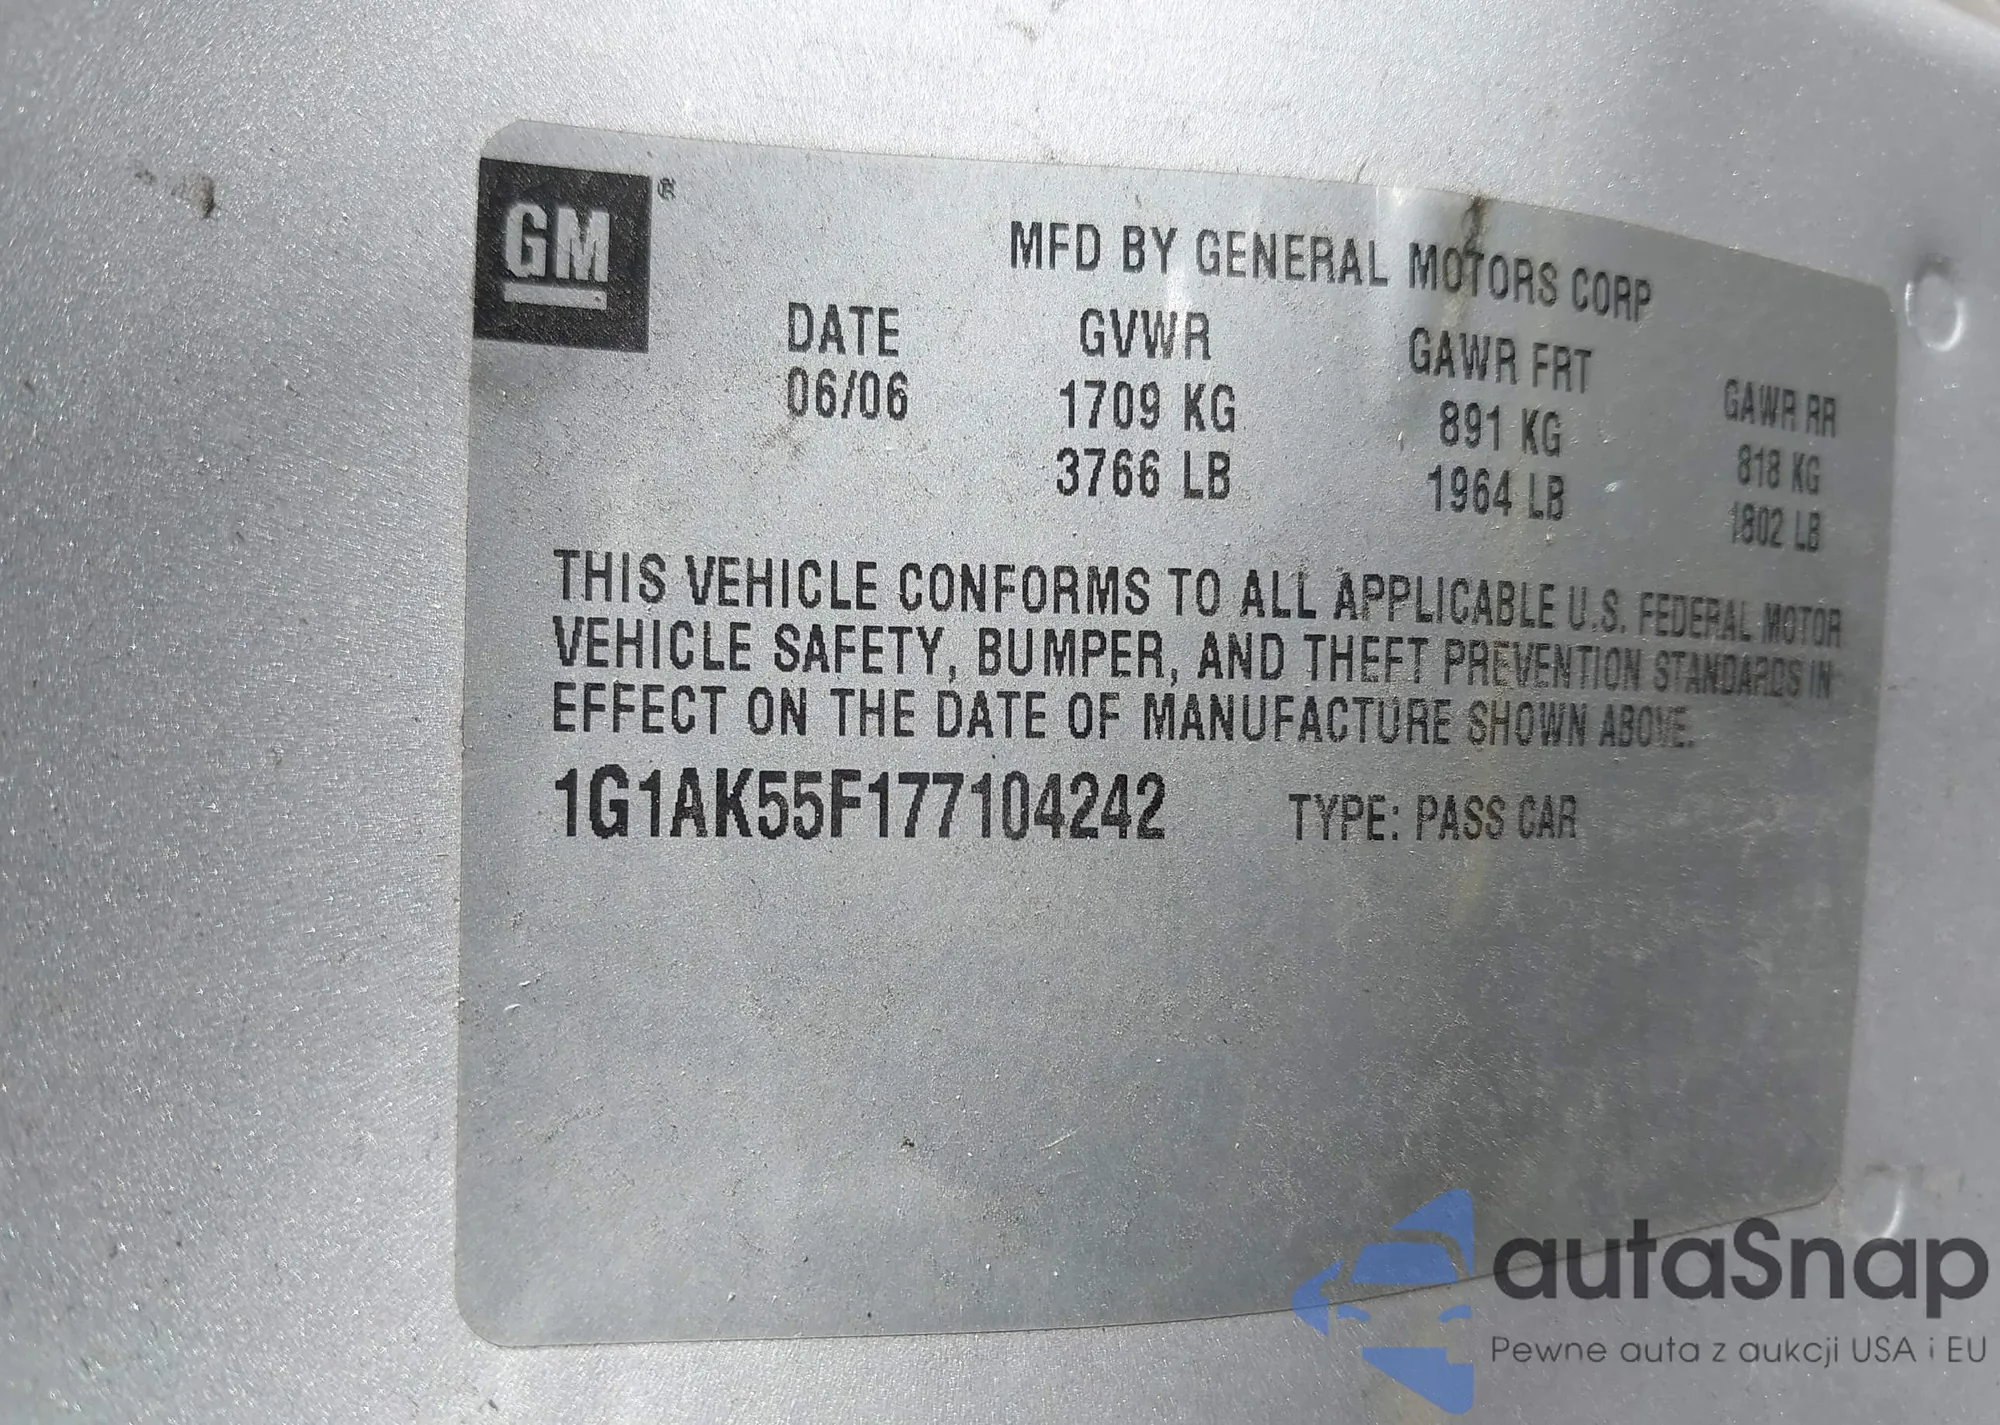 GM®
MFD BY GENERAL MOTORS CORP
DATE GVWR GAWR FRT GAWR RR
06/06 1709 KG 891 KG 818 KG
3766 LB 1964 LB 1802 LB
THIS VEHICLE CONFORMS TO ALL APPLICABLE U.S. FEDERAL MOTOR
VEHICLE SAFETY, BUMPER, AND THEFT PREVENTION STANDARDS IN
EFFECT ON THE DATE OF MANUFACTURE SHOWN ABOVE.
1G1AK55F177104242 TYPE: PASS CAR
autaSnap
Pewne auta z aukcji USA i EU